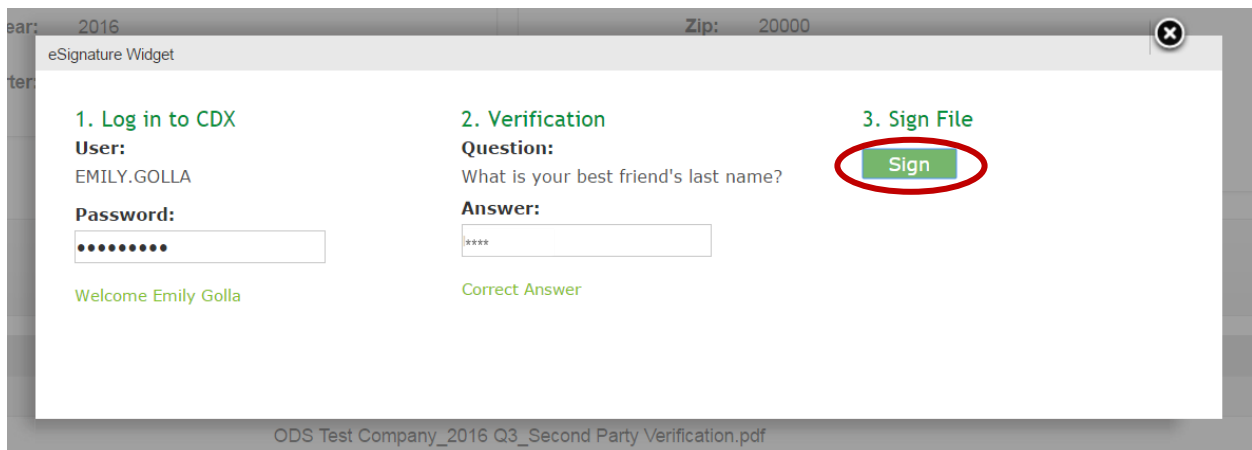 ear: 2016 Zip: 20000
eSignature Widget
rter:
1. Log in to CDX
User:
EMILY.GOLLA
Password:
•••••••••
Welcome Emily Golla
2. Verification
Question:
What is your best friend's last name?
Answer:
****
Correct Answer
3. Sign File
Sign
ODS Test Company_2016 Q3_Second Party Verification.pdf